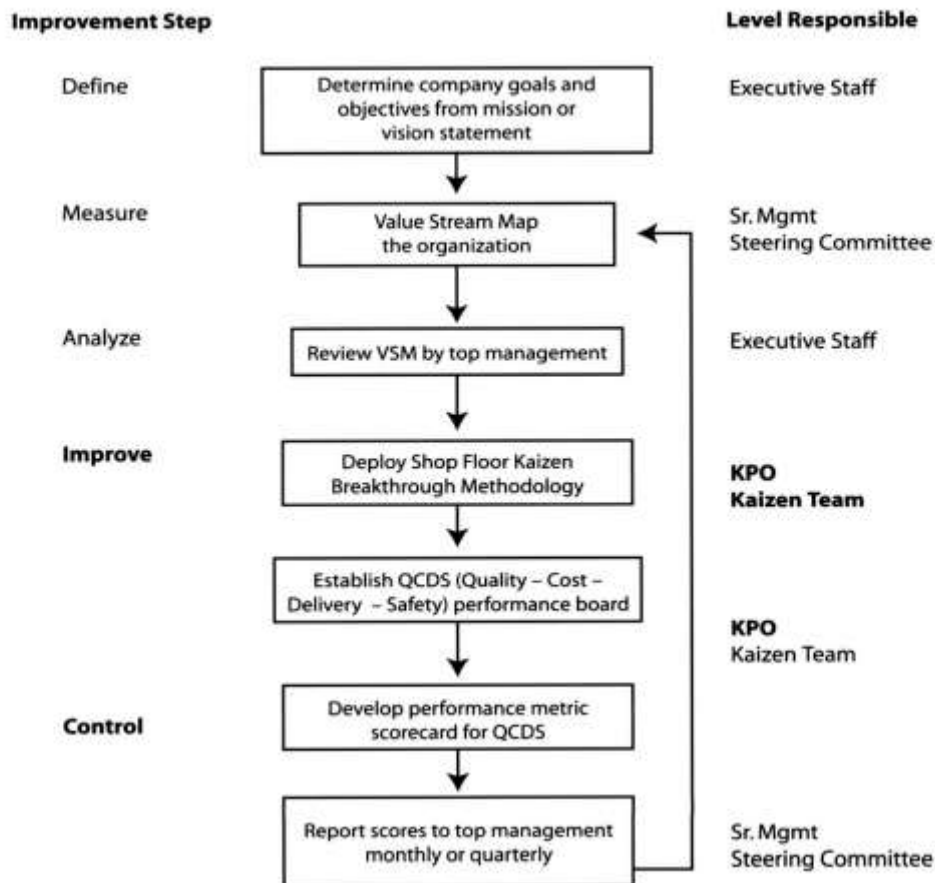 Improvement Step
Level Responsible
Define
Determine company goals and
objectives from mission or
vision statement
Executive Staff
Measure
Value Stream Map
the organization
Sr. Mgmt
Steering Committee
Analyze
Review VSM by top management
Executive Staff
Improve
Deploy Shop Floor Kaizen
Breakthrough Methodology
KPO
Kaizen Team
Establish QCDS (Quality – Cost –
Delivery – Safety) performance board
KPO
Kaizen Team
Control
Develop performance metric
scorecard for QCDS
Report scores to top management
monthly or quarterly
Sr. Mgmt
Steering Committee